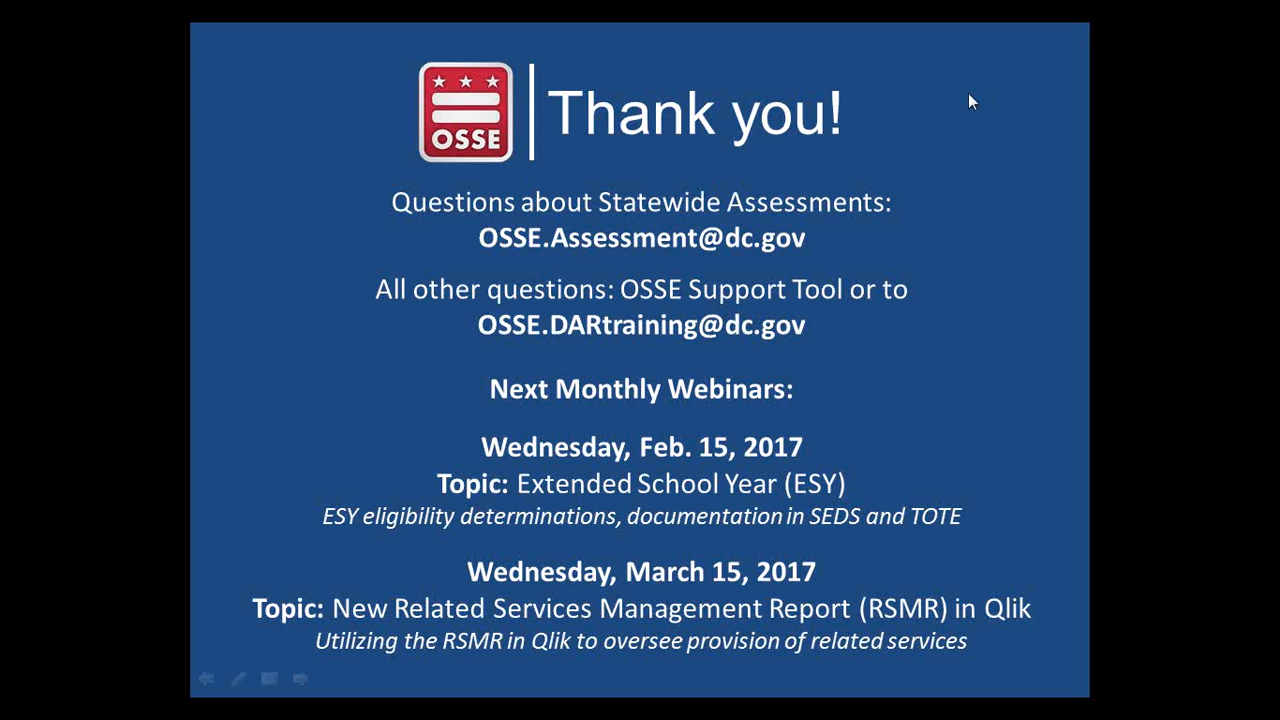 OSSE
Thank you!
Questions about Statewide Assessments:
OSSE.Assessment@dc.gov
All other questions: OSSE Support Tool or to
OSSE.DARtraining@dc.gov
Next Monthly Webinars:
Wednesday, Feb. 15, 2017
Topic: Extended School Year (ESY)
ESY eligibility determinations, documentation in SEDS and TOTE
Wednesday, March 15, 2017
Topic: New Related Services Management Report (RSMR) in Qlik
Utilizing the RSMR in Qlik to oversee provision of related services